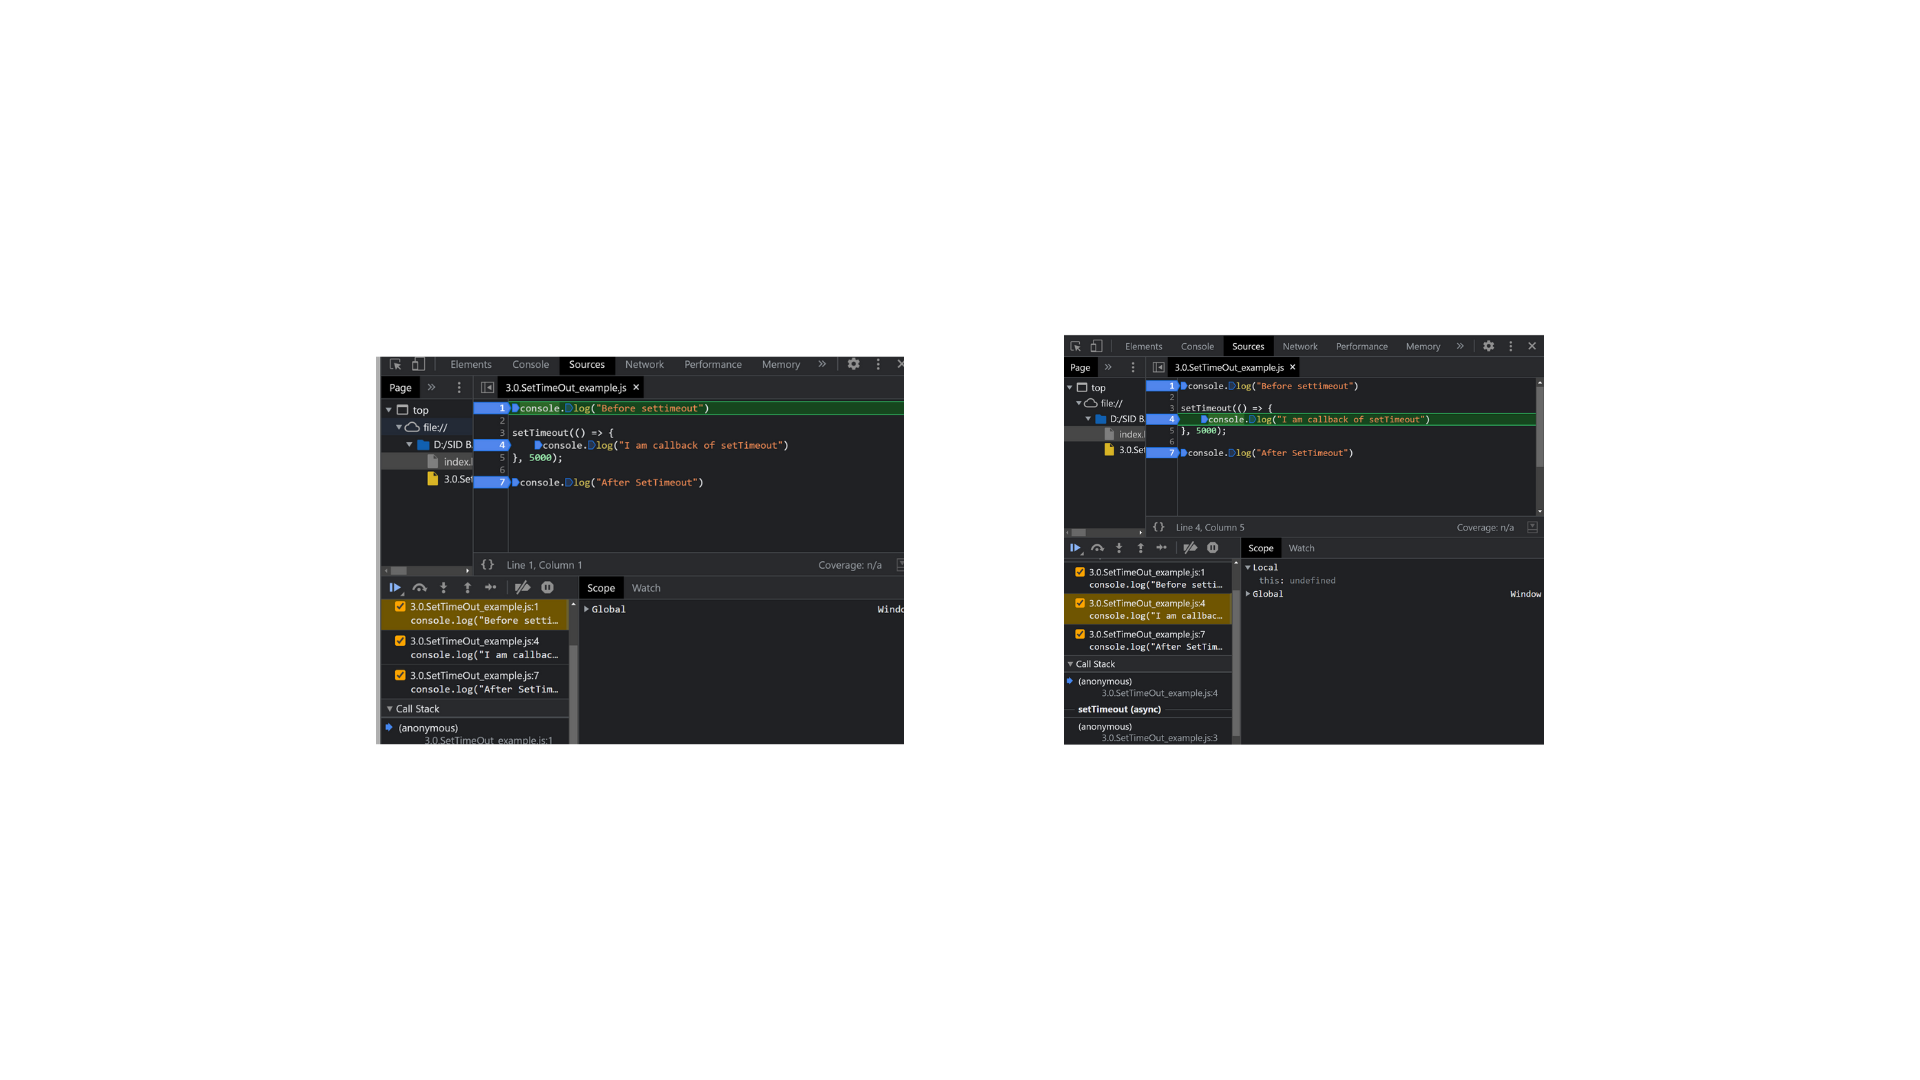 Elements Console Sources Network Performance Memory
Page
3.0.SetTimeOut_example.js
top
file://
D:/SID B
index.
3.0.Set
1 console.log("Before settimeout")
2
3 setTimeout(() => {
4 console.log("I am callback of setTimeout")
5 }, 5000);
6
7 console.log("After SetTimeout")
{} Line 1, Column 1 Coverage: n/a
Scope Watch
3.0.SetTimeOut_example.js:1
console.log("Before setti…
3.0.SetTimeOut_example.js:4
console.log("I am callbac…
3.0.SetTimeOut_example.js:7
console.log("After SetTim…
Call Stack
(anonymous)
3.0.SetTimeOut_example.js:1
Global Windo
Elements Console Sources Network Performance Memory
Page
3.0.SetTimeOut_example.js
top
file://
D:/SID B
index.
3.0.Set
1 console.log("Before settimeout")
2
3 setTimeout(() => {
4 console.log("I am callback of setTimeout")
5 }, 5000);
6
7 console.log("After SetTimeout")
{} Line 4, Column 5 Coverage: n/a
Scope Watch
3.0.SetTimeOut_example.js:1
console.log("Before setti…
3.0.SetTimeOut_example.js:4
console.log("I am callbac…
3.0.SetTimeOut_example.js:7
console.log("After SetTim…
Call Stack
(anonymous)
3.0.SetTimeOut_example.js:4
setTimeout (async)
(anonymous)
3.0.SetTimeOut_example.js:3
Local
this: undefined
Global Window